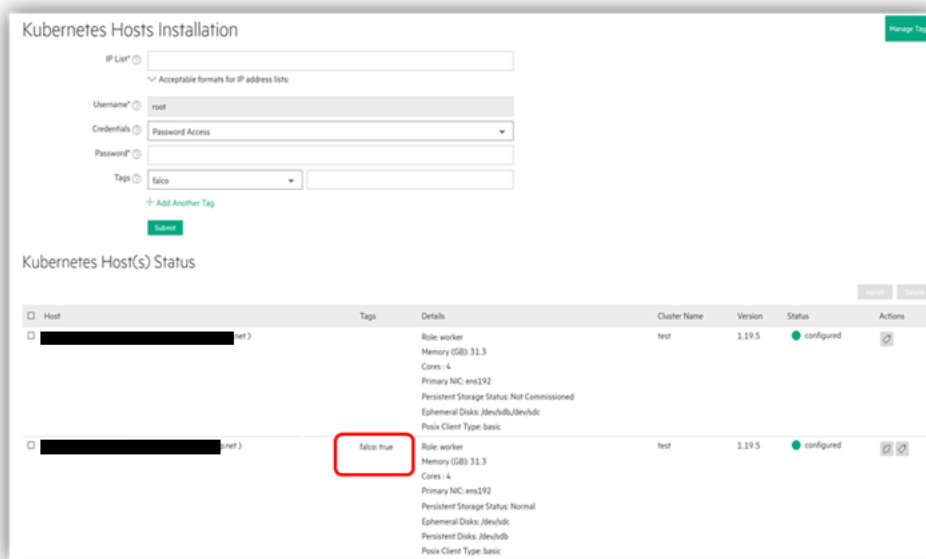 Kubernetes Hosts Installation
Manage Tag
IP List*
Acceptable formats for IP address lists:
Username* root
Credentials Password Access
Password*
Tags falco
+ Add Another Tag
Submit
Kubernetes Host(s) Status
Install Delete
Host Tags Details Cluster Name Version Status Actions
.net ) Role: worker test 1.19.5 configured
Memory (GB): 31.3
Cores : 4
Primary NIC: ens192
Persistent Storage Status: Not Commissioned
Ephemeral Disks: /dev/sdb,/dev/sdc
Posix Client Type: basic
.net ) falco: true Role: worker test 1.19.5 configured
Memory (GB): 31.3
Cores : 4
Primary NIC: ens192
Persistent Storage Status: Normal
Ephemeral Disks: /dev/sdc
Persistent Disks: /dev/sdb
Posix Client Type: basic